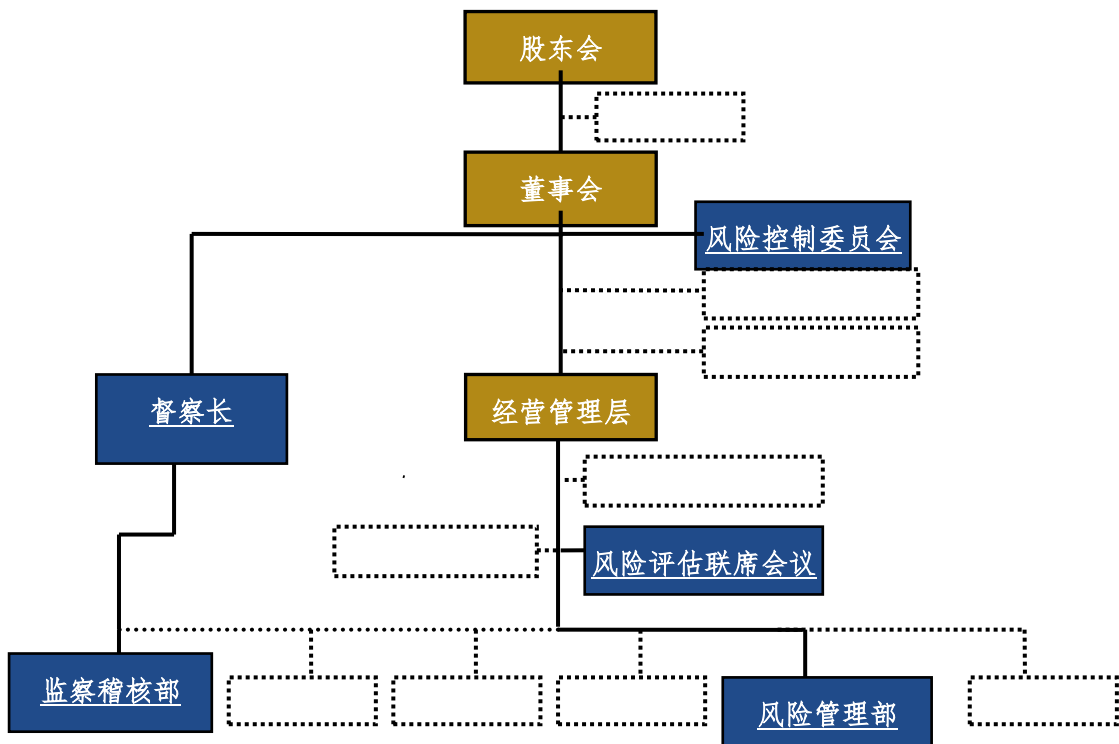 股东会
董事会
风险控制委员会
督察长
经营管理层
风险评估联席会议
监察稽核部
风险管理部